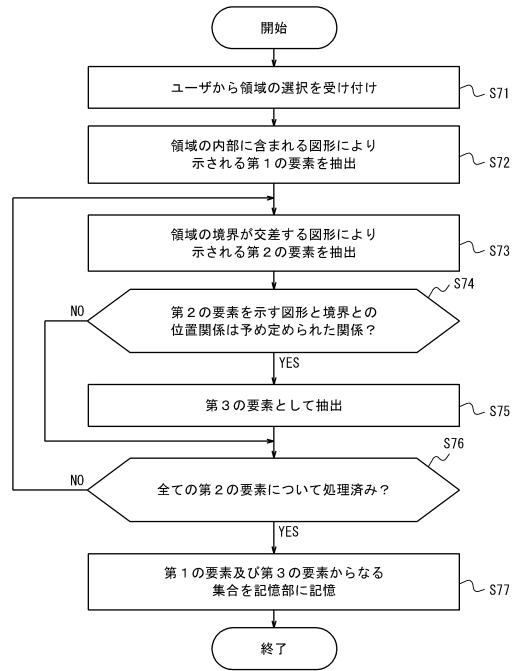 開始
ユーザから領域の選択を受け付け
S71
領域の内部に含まれる図形により
示される第１の要素を抽出
S72
領域の境界が交差する図形により
示される第２の要素を抽出
S73
S74
NO
第２の要素を示す図形と境界との
位置関係は予め定められた関係？
YES
第３の要素として抽出
S75
S76
NO
全ての第２の要素について処理済み？
YES
第１の要素及び第３の要素からなる
集合を記憶部に記憶
S77
終了